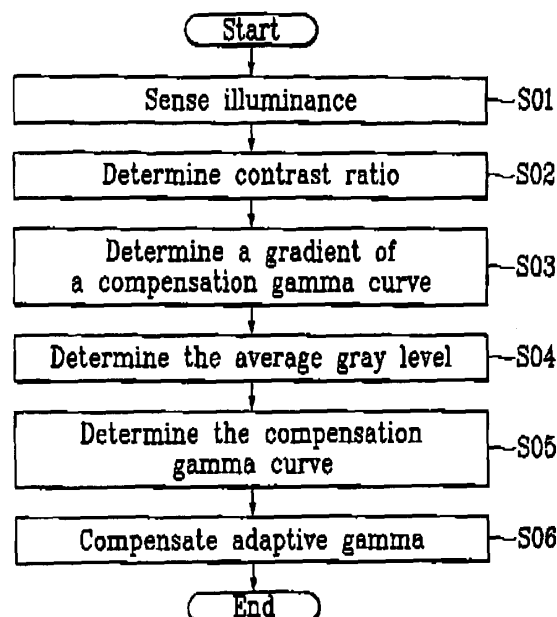 Start
Sense illuminance
S01
Determine contrast ratio
S02
Determine a gradient of
a compensation gamma curve
S03
Determine the average gray level
S04
Determine the compensation
gamma curve
S05
Compensate adaptive gamma
S06
End